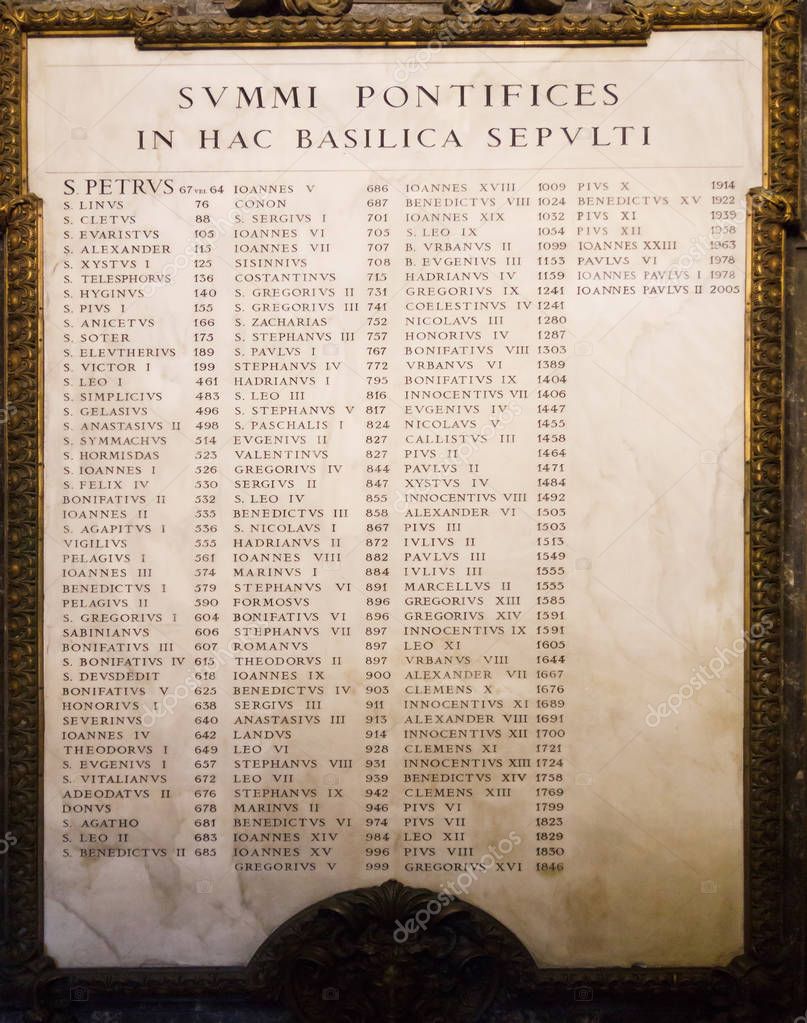 SVMMI PONTIFICES
IN HAC BASILICA SEPVLTI
S. PETRVS 67 VEL 64
S. LINVS 76
S. CLETVS 88
S. EVARISTVS 105
S. ALEXANDER 115
S. XYSTVS I 125
S. TELESPHORVS 136
S. HYGINVS 140
S. PIVS I 155
S. ANICETVS 166
S. SOTER 175
S. ELEVTHERIVS 189
S. VICTOR I 199
S. LEO I 461
S. SIMPLICIVS 483
S. GELASIVS 496
S. ANASTASIVS II 498
S. SYMMACHVS 514
S. HORMISDAS 523
S. IOANNES I 526
S. FELIX IV 530
BONIFATIVS II 532
IOANNES II 535
S. AGAPITVS I 536
VIGILIVS 555
PELAGIVS I 561
IOANNES III 574
BENEDICTVS I 579
PELAGIVS II 590
S. GREGORIVS I 604
SABINIANVS 606
BONIFATIVS III 607
S. BONIFATIVS IV 615
S. DEVSDEDIT 618
BONIFATIVS V 625
HONORIVS I 638
SEVERINVS 640
IOANNES IV 642
THEODORVS I 649
S. EVGENIVS I 657
S. VITALIANVS 672
ADEODATVS II 676
DONVS 678
S. AGATHO 681
S. LEO II 683
S. BENEDICTVS II 685
IOANNES V 686
CONON 687
S. SERGIVS I 701
IOANNES VI 705
IOANNES VII 707
SISINNIVS 708
COSTANTINVS 715
S. GREGORIVS II 731
S. GREGORIVS III 741
S. ZACHARIAS 752
S. STEPHANVS III 757
S. PAVLVS I 767
STEPHANVS IV 772
HADRIANVS I 795
S. LEO III 816
S. STEPHANVS V 817
S. PASCHALIS I 824
EVGENIVS II 827
VALENTINVS 827
GREGORIVS IV 844
SERGIVS II 847
S. LEO IV 855
BENEDICTVS III 858
S. NICOLAVS I 867
HADRIANVS II 872
IOANNES VIII 882
MARINVS I 884
STEPHANVS VI 891
FORMOSVS 896
BONIFATIVS VI 896
STEPHANVS VII 897
ROMANVS 897
THEODORVS II 897
IOANNES IX 900
BENEDICTVS IV 903
SERGIVS III 911
ANASTASIVS III 913
LANDVS 914
LEO VI 928
STEPHANVS VIII 931
LEO VII 939
STEPHANVS IX 942
MARINVS II 946
BENEDICTVS VI 974
IOANNES XIV 984
IOANNES XV 996
GREGORIVS V 999
IOANNES XVIII 1009
BENEDICTVS VIII 1024
IOANNES XIX 1032
S. LEO IX 1054
B. VRBANVS II 1099
B. EVGENIVS III 1153
HADRIANVS IV 1159
GREGORIVS IX 1241
COELESTINVS IV 1241
NICOLAVS III 1280
HONORIVS IV 1287
BONIFATIVS VIII 1303
VRBANVS VI 1389
BONIFATIVS IX 1404
INNOCENTIVS VII 1406
EVGENIVS IV 1447
NICOLAVS V 1455
CALLISTVS III 1458
PIVS II 1464
PAVLVS II 1471
XYSTVS IV 1484
INNOCENTIVS VIII 1492
ALEXANDER VI 1503
PIVS III 1503
IVLIVS II 1513
PAVLVS III 1549
IVLIVS III 1555
MARCELLVS II 1555
GREGORIVS XIII 1585
GREGORIVS XIV 1591
INNOCENTIVS IX 1591
LEO XI 1605
VRBANVS VIII 1644
ALEXANDER VII 1667
CLEMENS X 1676
INNOCENTIVS XI 1689
ALEXANDER VIII 1691
INNOCENTIVS XII 1700
CLEMENS XI 1721
INNOCENTIVS XIII 1724
BENEDICTVS XIV 1758
CLEMENS XIII 1769
PIVS VI 1799
PIVS VII 1823
LEO XII 1829
PIVS VIII 1830
GREGORIVS XVI 1846
PIVS X 1914
BENEDICTVS XV 1922
PIVS XI 1939
PIVS XII 1958
IOANNES XXIII 1963
PAVLVS VI 1978
IOANNES PAVLVS I 1978
IOANNES PAVLVS II 2005
depositphotos
depositphotos
depositphotos
depositphotos
depositphotos